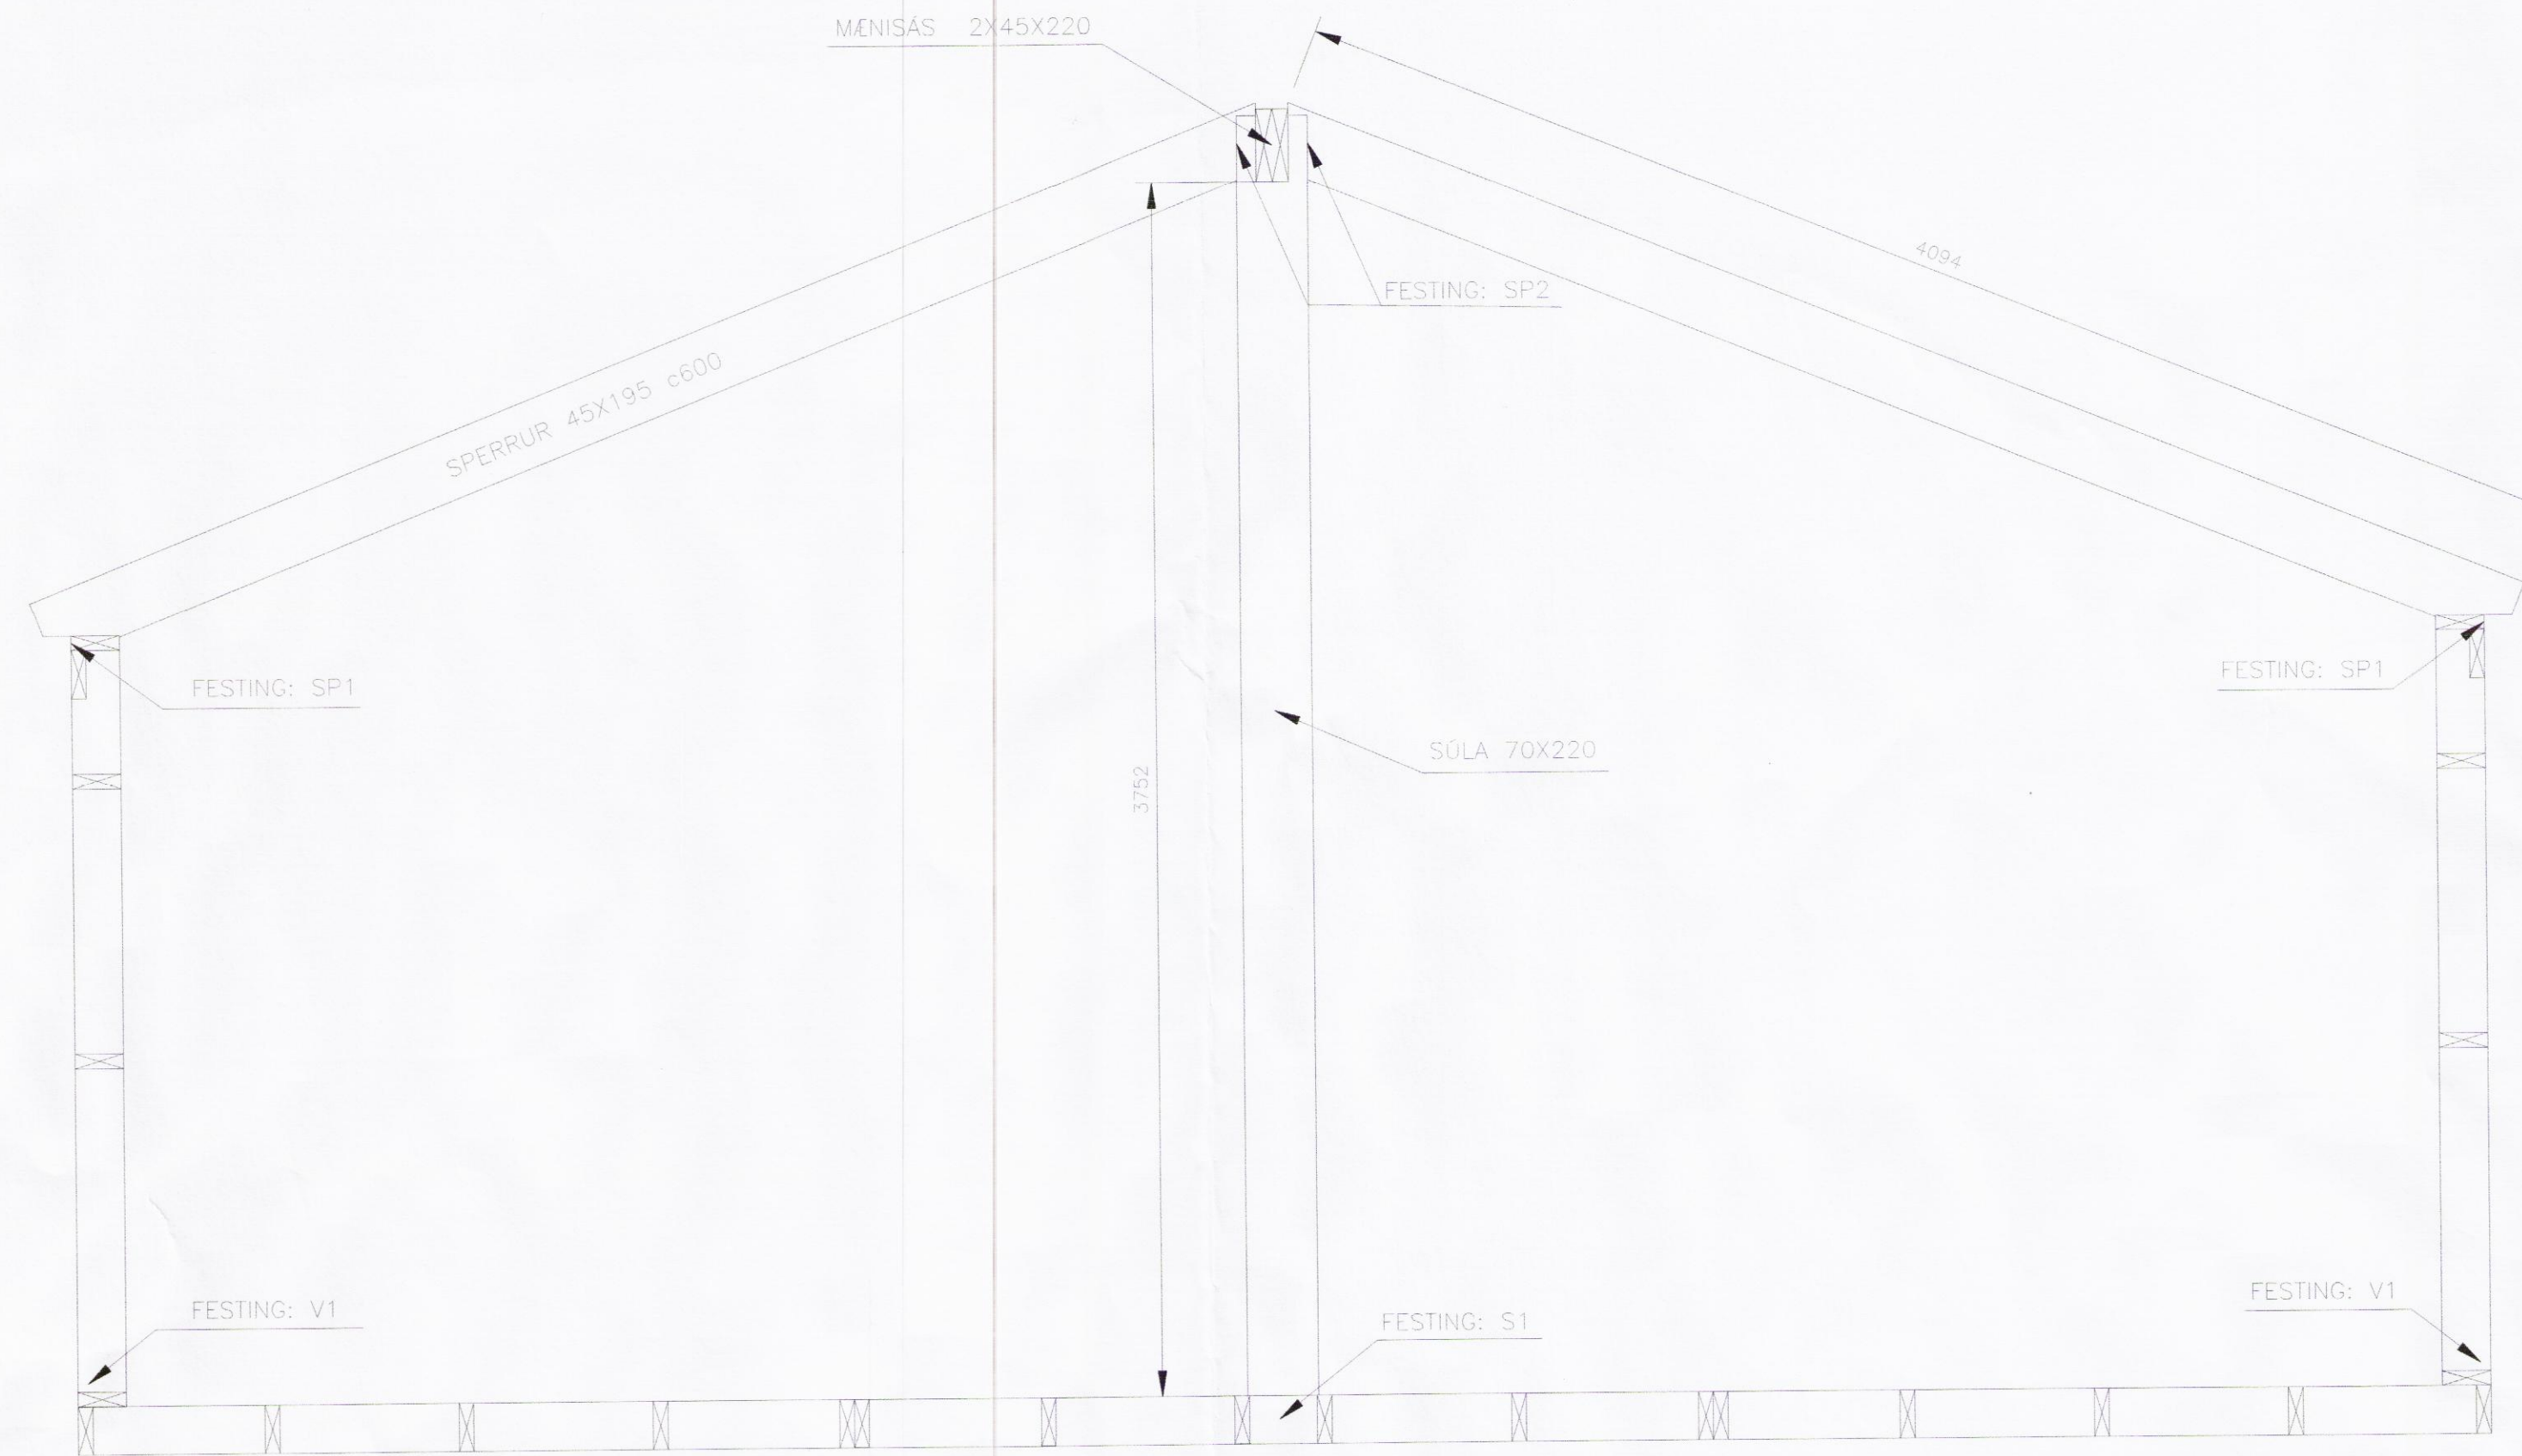 MÆNISÁS 2X45X220
4094
FESTING: SP2
SPERRUR 45X195 c600
FESTING: SP1
FESTING: SP1
SÚLA 70X220
3752
FESTING: V1
FESTING: V1
FESTING: S1